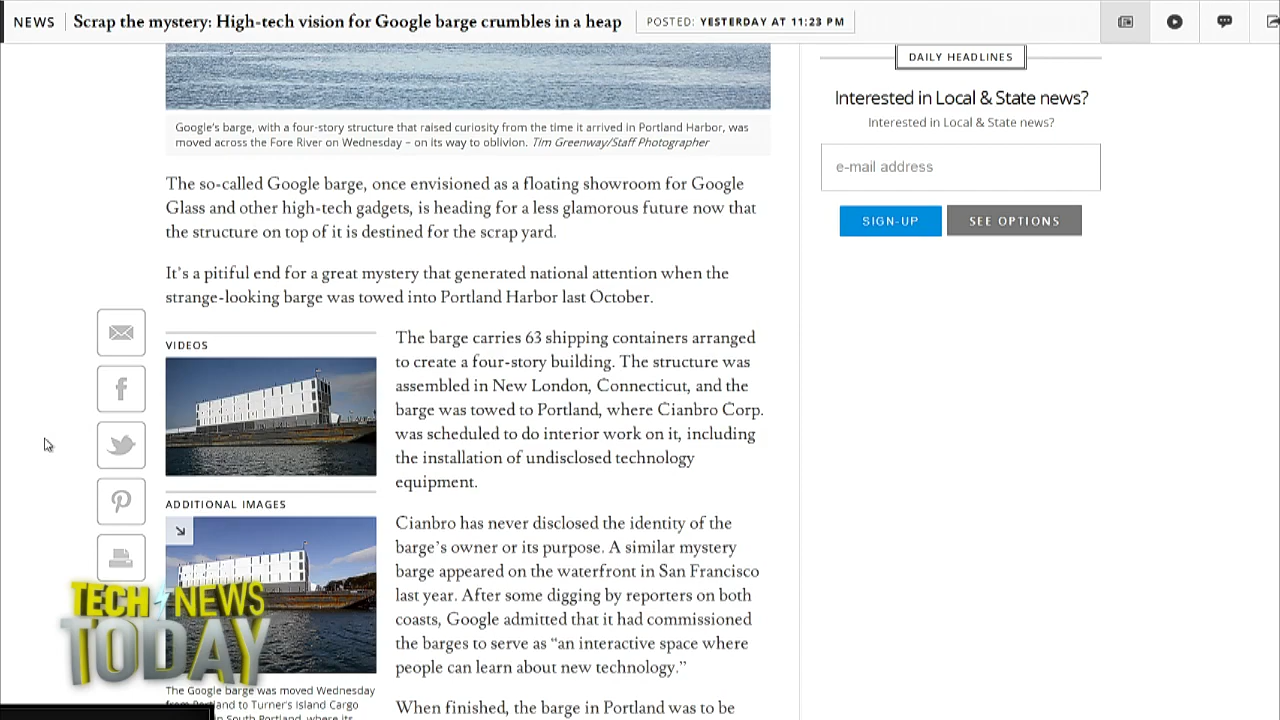 NEWS
Scrap the mystery: High-tech vision for Google barge crumbles in a heap
POSTED: YESTERDAY AT 11:23 PM
Google's barge, with a four-story structure that raised curiosity from the time it arrived in Portland Harbor, was
moved across the Fore River on Wednesday – on its way to oblivion. Tim Greenway/Staff Photographer
The so-called Google barge, once envisioned as a floating showroom for Google
Glass and other high-tech gadgets, is heading for a less glamorous future now that
the structure on top of it is destined for the scrap yard.
It's a pitiful end for a great mystery that generated national attention when the
strange-looking barge was towed into Portland Harbor last October.
VIDEOS
ADDITIONAL IMAGES
The Google barge was moved Wednesday
from Portland to Turner's Island Cargo
in South Portland, where its
The barge carries 63 shipping containers arranged
to create a four-story building. The structure was
assembled in New London, Connecticut, and the
barge was towed to Portland, where Cianbro Corp.
was scheduled to do interior work on it, including
the installation of undisclosed technology
equipment.
Cianbro has never disclosed the identity of the
barge's owner or its purpose. A similar mystery
barge appeared on the waterfront in San Francisco
last year. After some digging by reporters on both
coasts, Google admitted that it had commissioned
the barges to serve as “an interactive space where
people can learn about new technology.”
When finished, the barge in Portland was to be
DAILY HEADLINES
Interested in Local & State news?
Interested in Local & State news?
e-mail address
SIGN-UP
SEE OPTIONS
TECH NEWS
TODAY